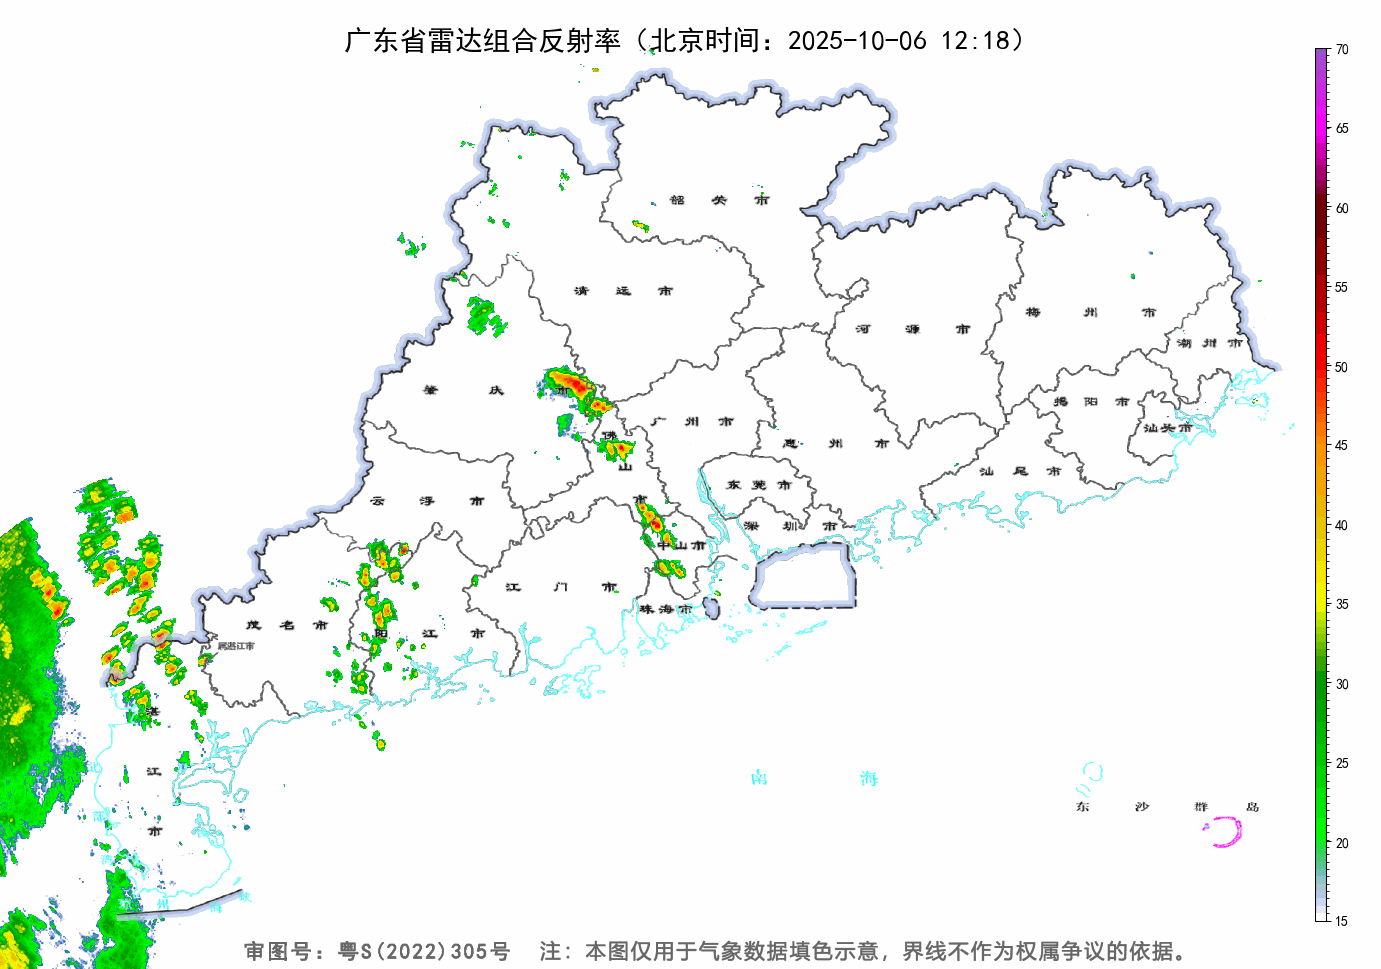 广东省雷达组合反射率（北京时间：2025-10-06 12:18）
70
65
60
55
50
45
40
35
30
25
20
15
韶关市
清远市
河源市
梅州市
潮州市
肇庆市
广州市
佛山市
惠州市
揭阳市
汕头市
汕尾市
云浮市
东莞市
深圳市
中山市
江门市
珠海市
茂名市
阳江市
属湛江市
湛江市
南海
东沙群岛
州海峡
审图号：粤S(2022)305号 注：本图仅用于气象数据填色示意，界线不作为权属争议的依据。